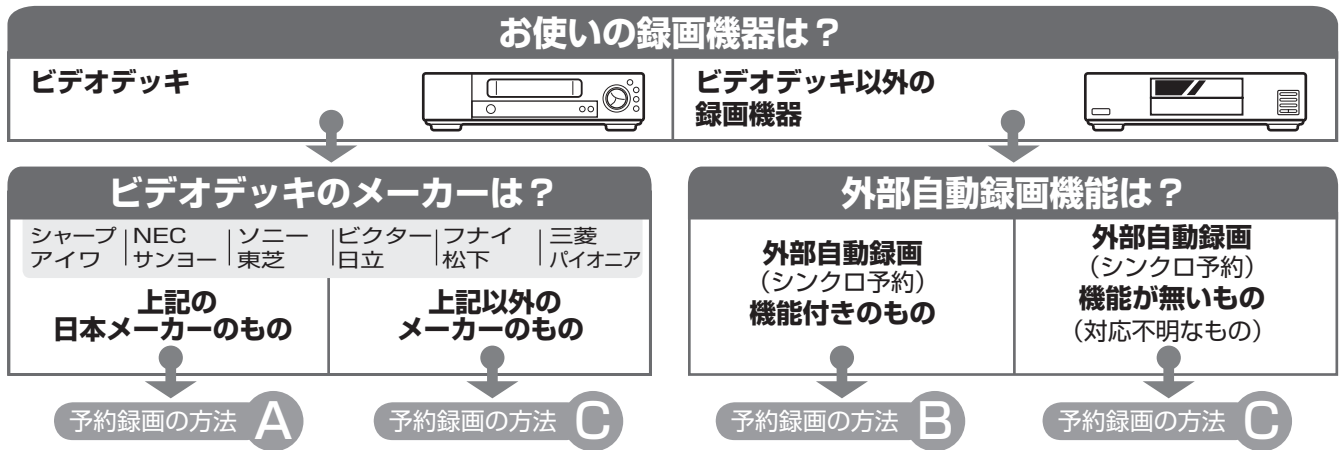 お使いの録画機器は？
ビデオデッキ
ビデオデッキ以外の
録画機器
ビデオデッキのメーカーは？
シャープ NEC ソニー ビクター フナイ 三菱
アイワ サンヨー 東芝 日立 松下 パイオニア
上記の
日本メーカーのもの
上記以外の
メーカーのもの
予約録画の方法 A
予約録画の方法 C
外部自動録画機能は？
外部自動録画
（シンクロ予約）
機能付きのもの
外部自動録画
（シンクロ予約）
機能が無いもの
（対応不明なもの）
予約録画の方法 B
予約録画の方法 C